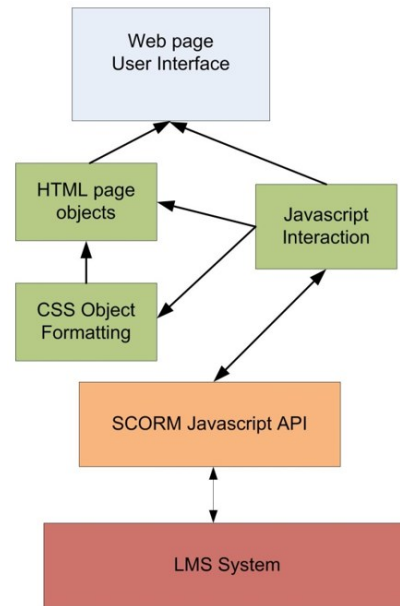 Web page
User Interface
HTML page
objects
Javascript
Interaction
CSS Object
Formatting
SCORM Javascript API
LMS System